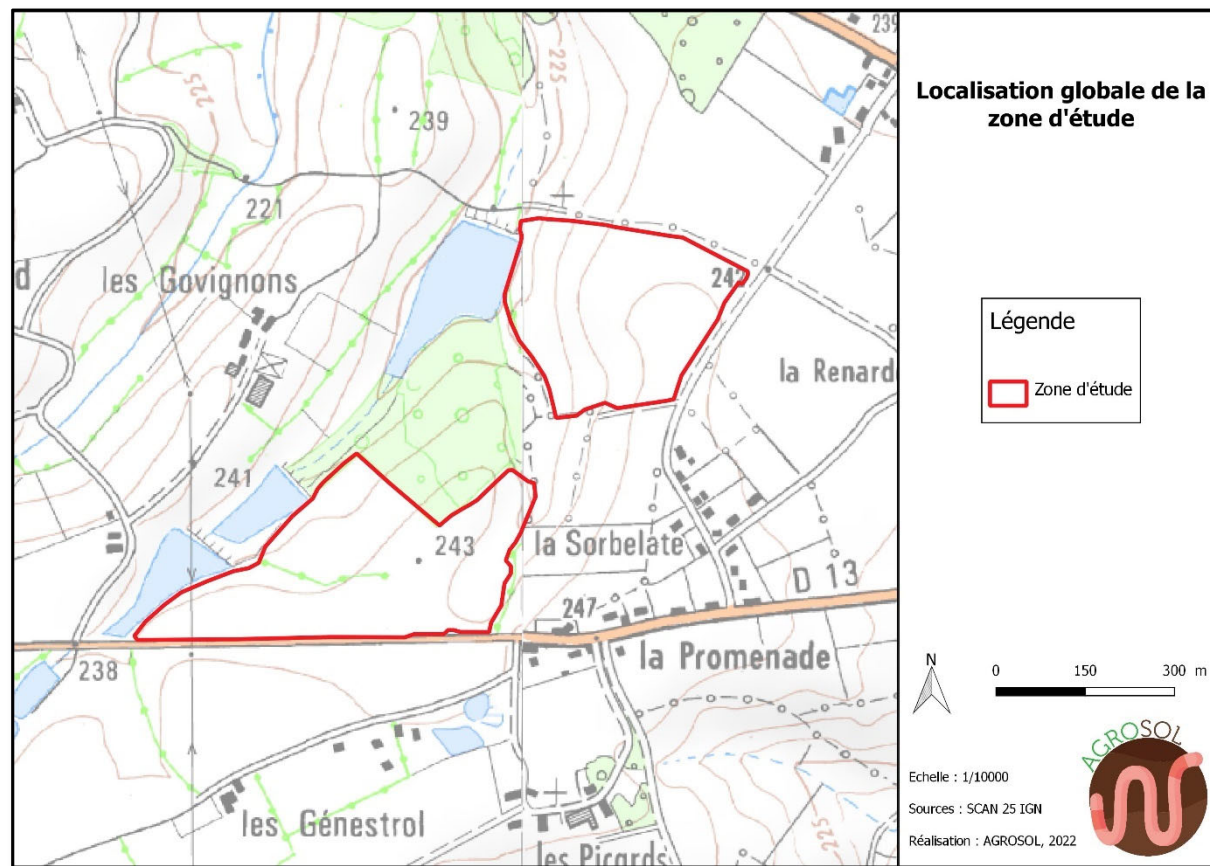 Localisation globale de la
zone d'étude
Légende
Zone d'étude
N
0 150 300 m
AGROSOL
Echelle : 1/10000
Sources : SCAN 25 IGN
Réalisation : AGROSOL, 2022
225
225
239
239
221
les Govignons
d
242
la Renard
241
243
la Sorbelate
D 13
247
la Promenade
238
les Génestrol
les Picards
225